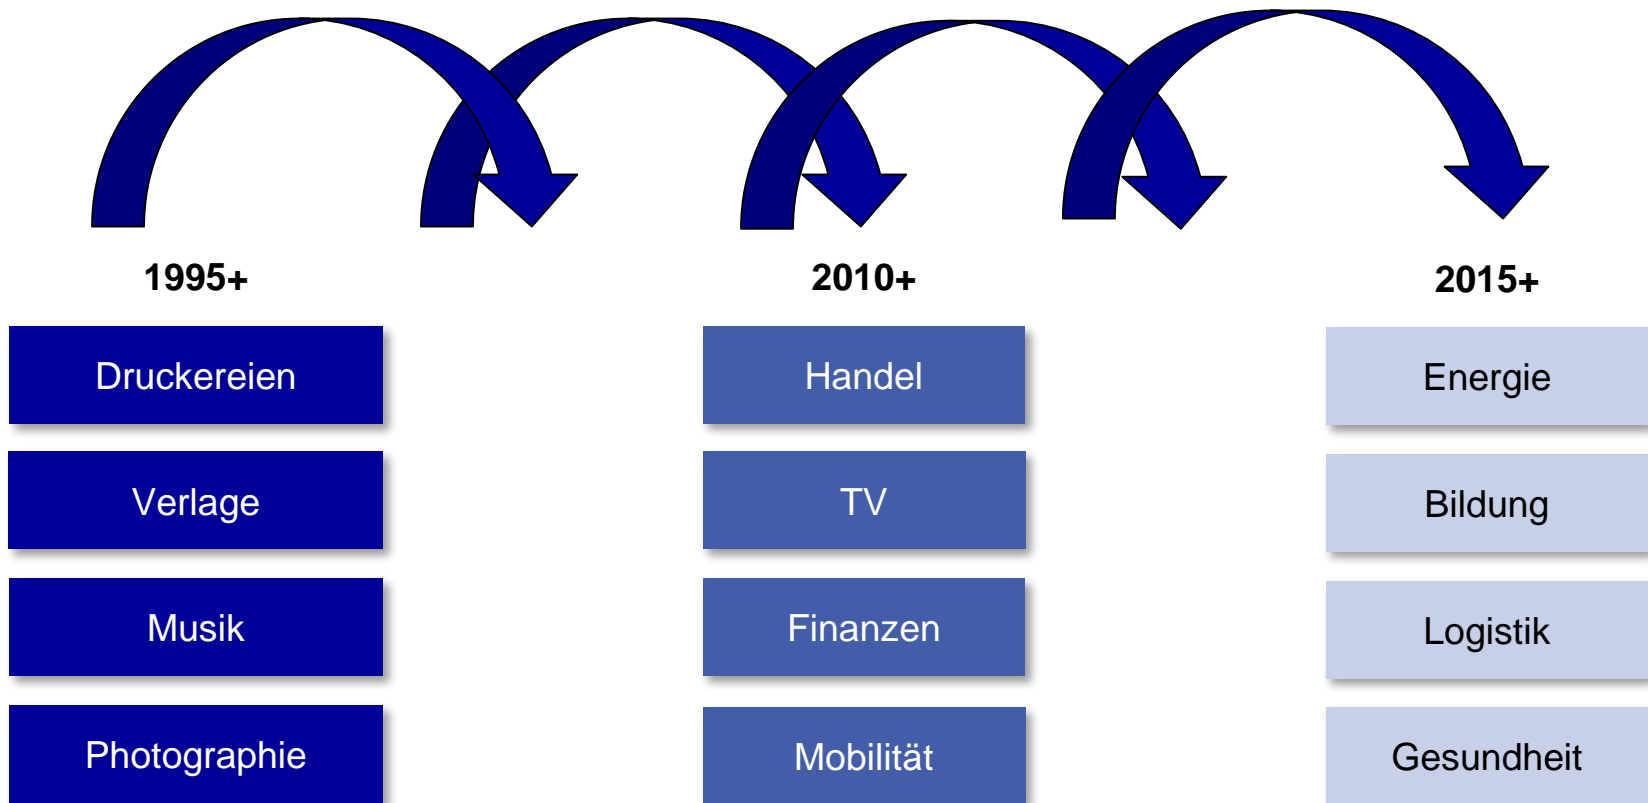 1995+
2010+
2015+
Druckereien
Handel
Energie
Verlage
TV
Bildung
Musik
Finanzen
Logistik
Photographie
Mobilität
Gesundheit